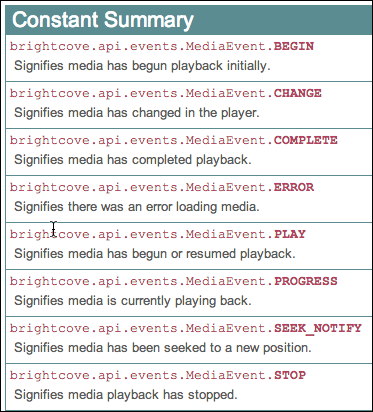 Constant Summary
brightcove.api.events.MediaEvent.BEGIN
Signifies media has begun playback initially.
brightcove.api.events.MediaEvent.CHANGE
Signifies media has changed in the player.
brightcove.api.events.MediaEvent.COMPLETE
Signifies media has completed playback.
brightcove.api.events.MediaEvent.ERROR
Signifies there was an error loading media.
brightcove.api.events.MediaEvent.PLAY
Signifies media has begun or resumed playback.
brightcove.api.events.MediaEvent.PROGRESS
Signifies media is currently playing back.
brightcove.api.events.MediaEvent.SEEK_NOTIFY
Signifies media has been seeked to a new position.
brightcove.api.events.MediaEvent.STOP
Signifies media playback has stopped.